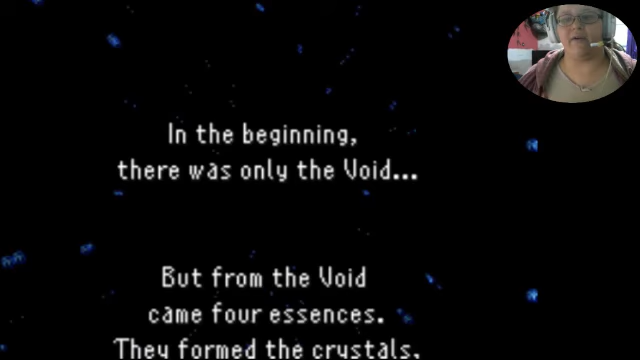 In the beginning,
there was only the Void...
But from the Void
came four essences.
They formed the crystals,